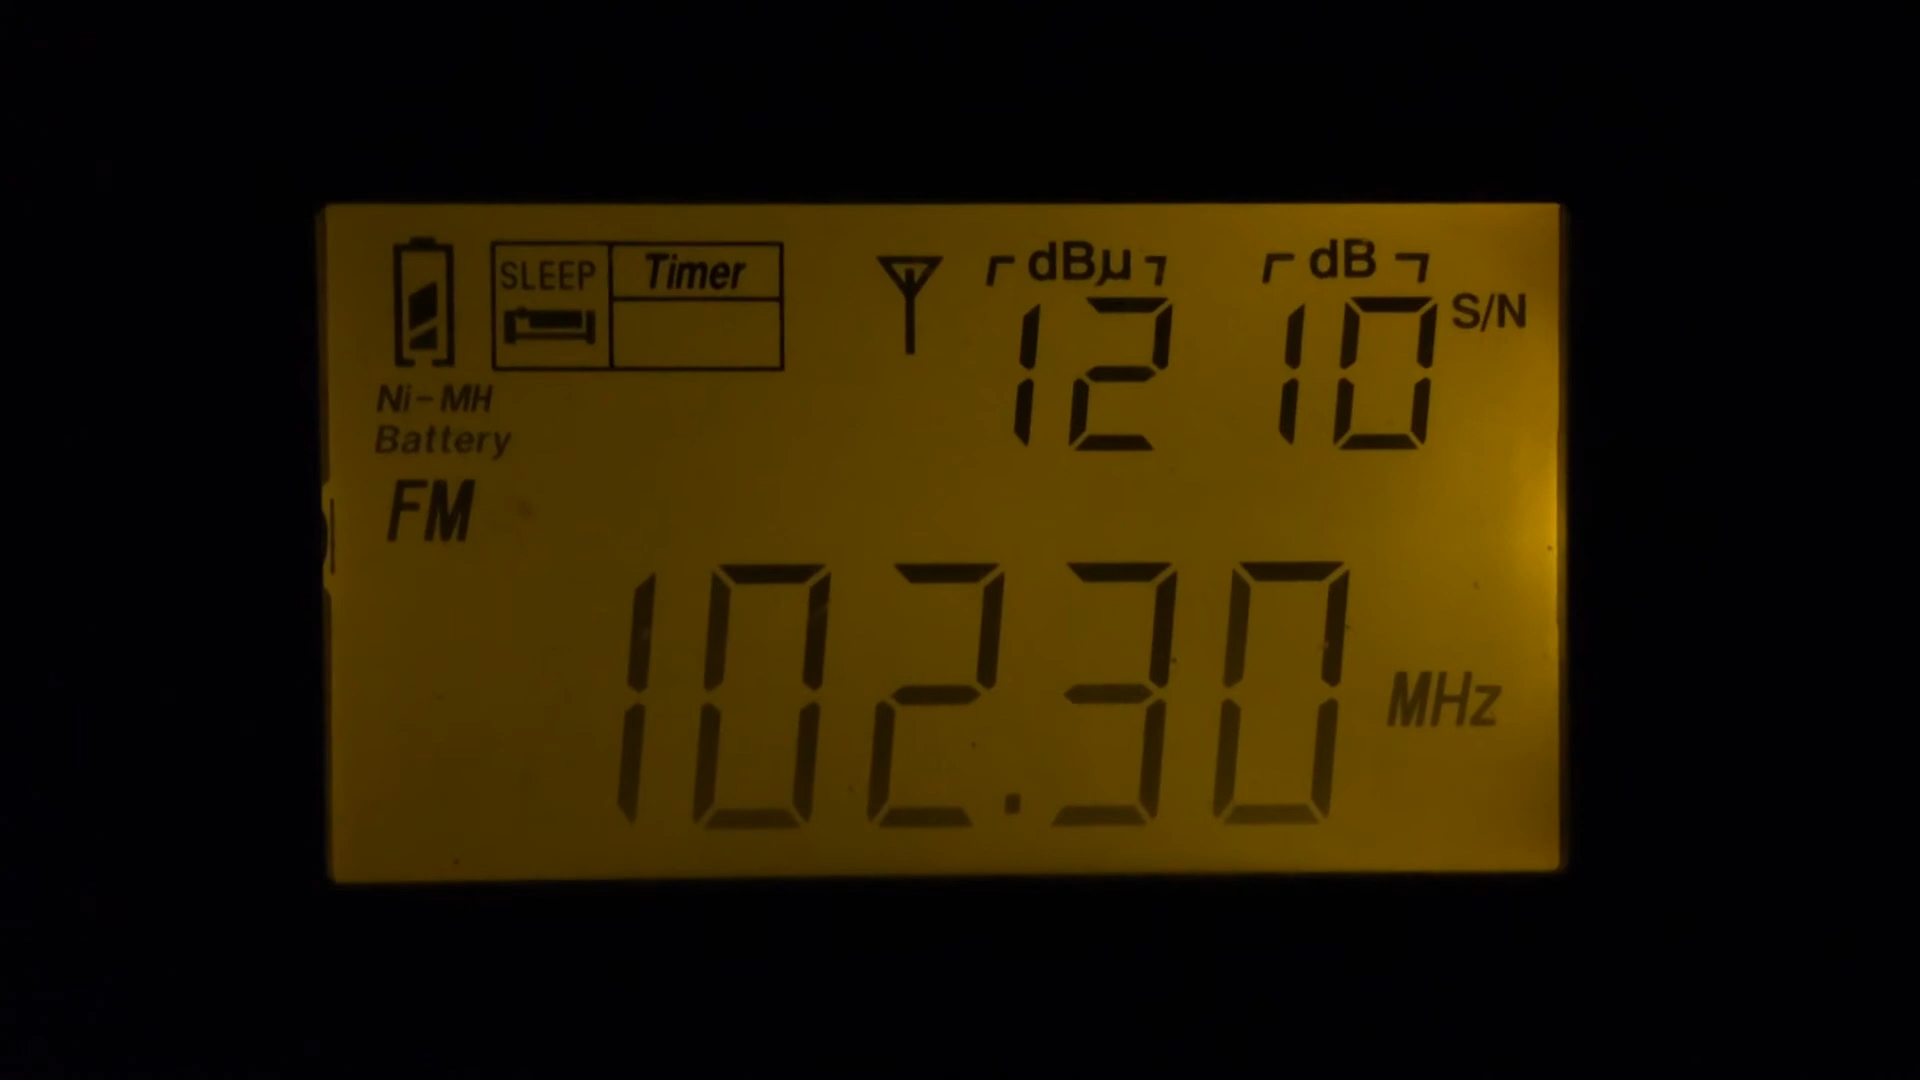 SLEEP Timer dBµ dB
12 10 S/N
Ni-MH
Battery
FM
102.30 MHz